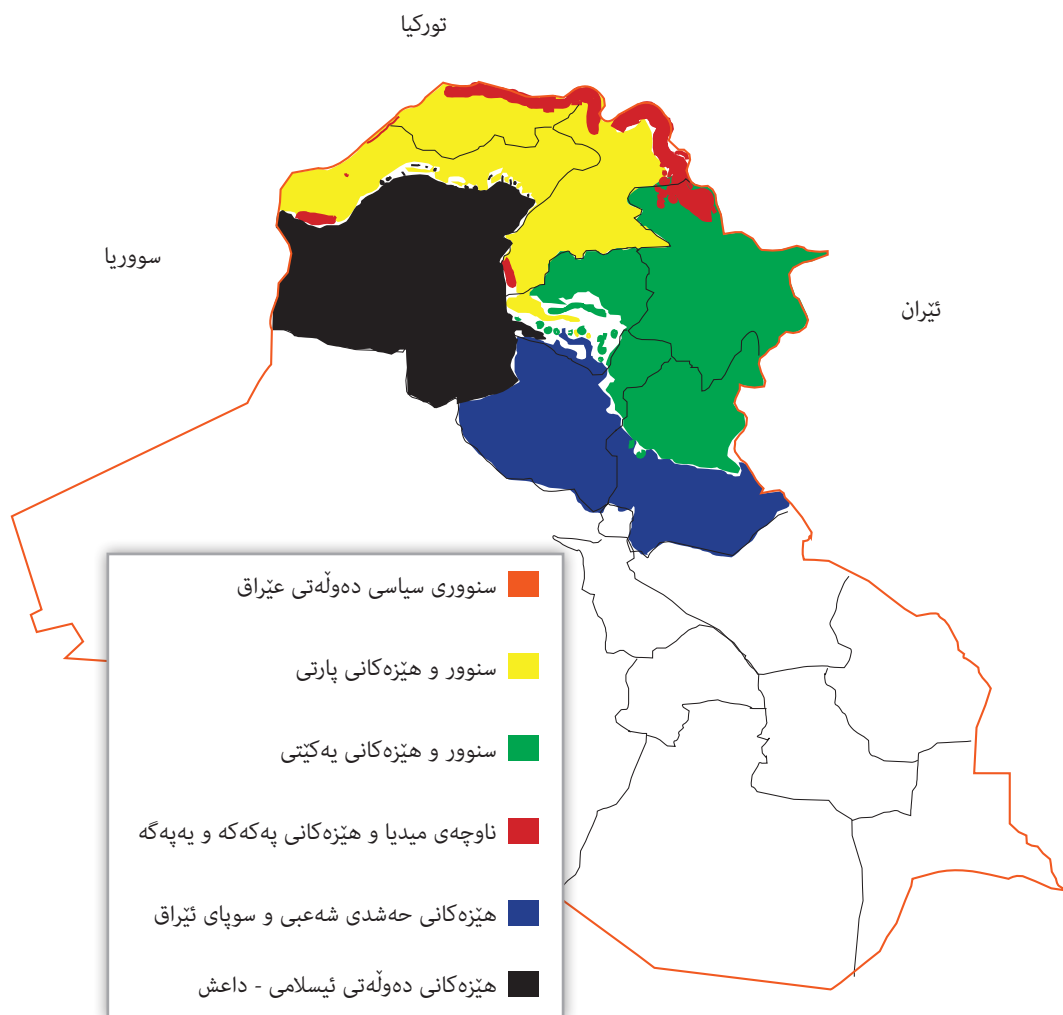 تورکیا
سووریا
ئێران
سنووری سیاسی دەوڵەتی عێراق
سنوور و هێزەکانی پارتی
سنوور و هێزەکانی یەکێتی
ناوچەی میدیا و هێزەکانی پەکەکە و یەپەگە
هێزەکانی حەشدی شەعبی و سوپای ئێراق
هێزەکانی دەوڵەتی ئیسلامی - داعش